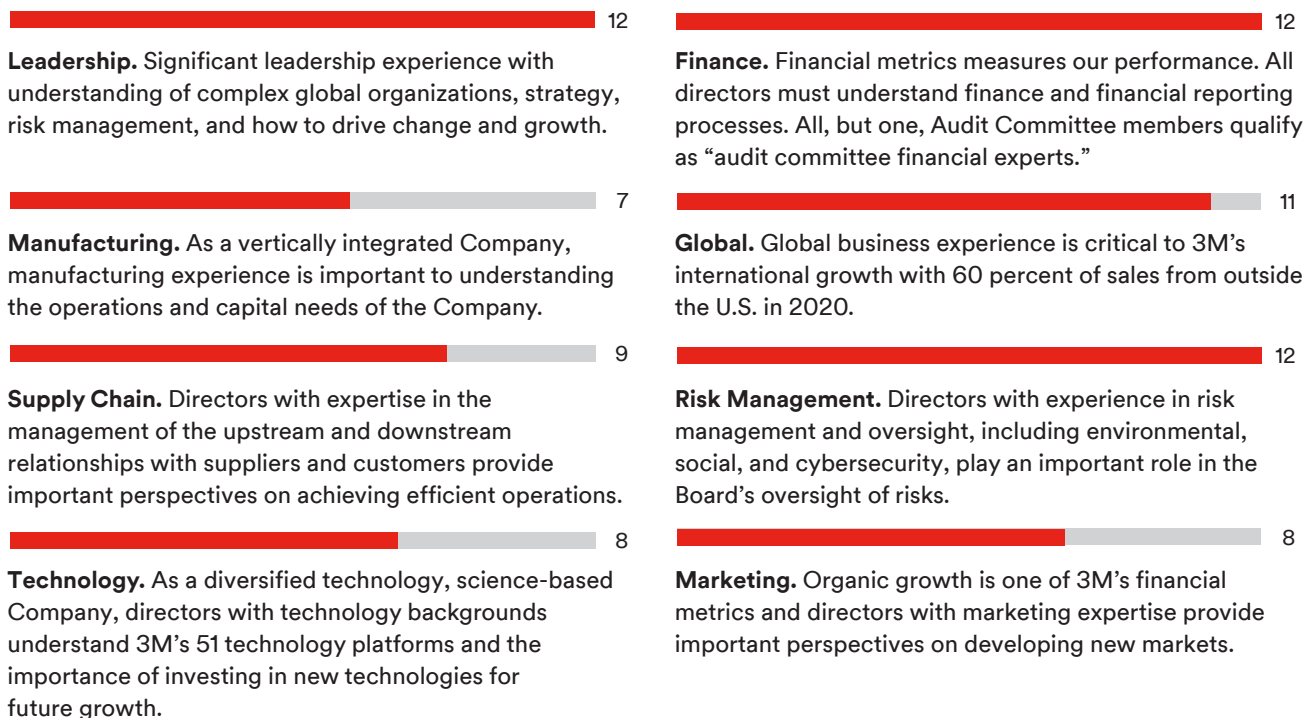 12
Leadership. Significant leadership experience with
understanding of complex global organizations, strategy,
risk management, and how to drive change and growth.
12
Finance. Financial metrics measures our performance. All
directors must understand finance and financial reporting
processes. All, but one, Audit Committee members qualify
as “audit committee financial experts.”
7
Manufacturing. As a vertically integrated Company,
manufacturing experience is important to understanding
the operations and capital needs of the Company.
11
Global. Global business experience is critical to 3M’s
international growth with 60 percent of sales from outside
the U.S. in 2020.
9
Supply Chain. Directors with expertise in the
management of the upstream and downstream
relationships with suppliers and customers provide
important perspectives on achieving efficient operations.
12
Risk Management. Directors with experience in risk
management and oversight, including environmental,
social, and cybersecurity, play an important role in the
Board’s oversight of risks.
8
Technology. As a diversified technology, science-based
Company, directors with technology backgrounds
understand 3M’s 51 technology platforms and the
importance of investing in new technologies for
future growth.
8
Marketing. Organic growth is one of 3M’s financial
metrics and directors with marketing expertise provide
important perspectives on developing new markets.